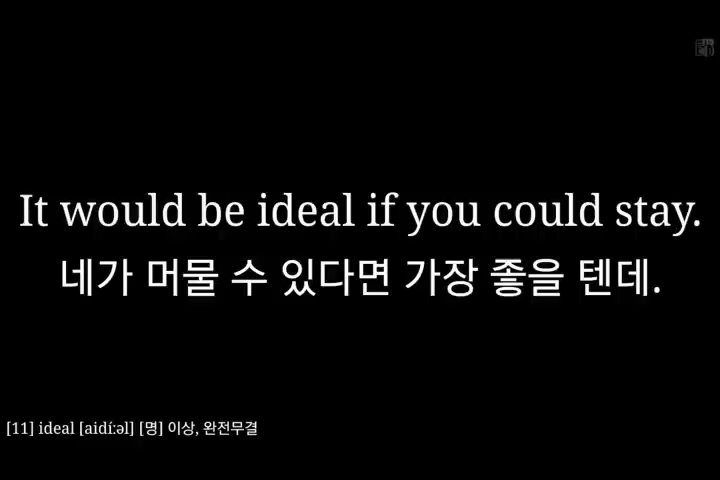 It would be ideal if you could stay.
네가 머물 수 있다면 가장 좋을 텐데.
[11] ideal [aidíːəl] [명] 이상, 완전무결